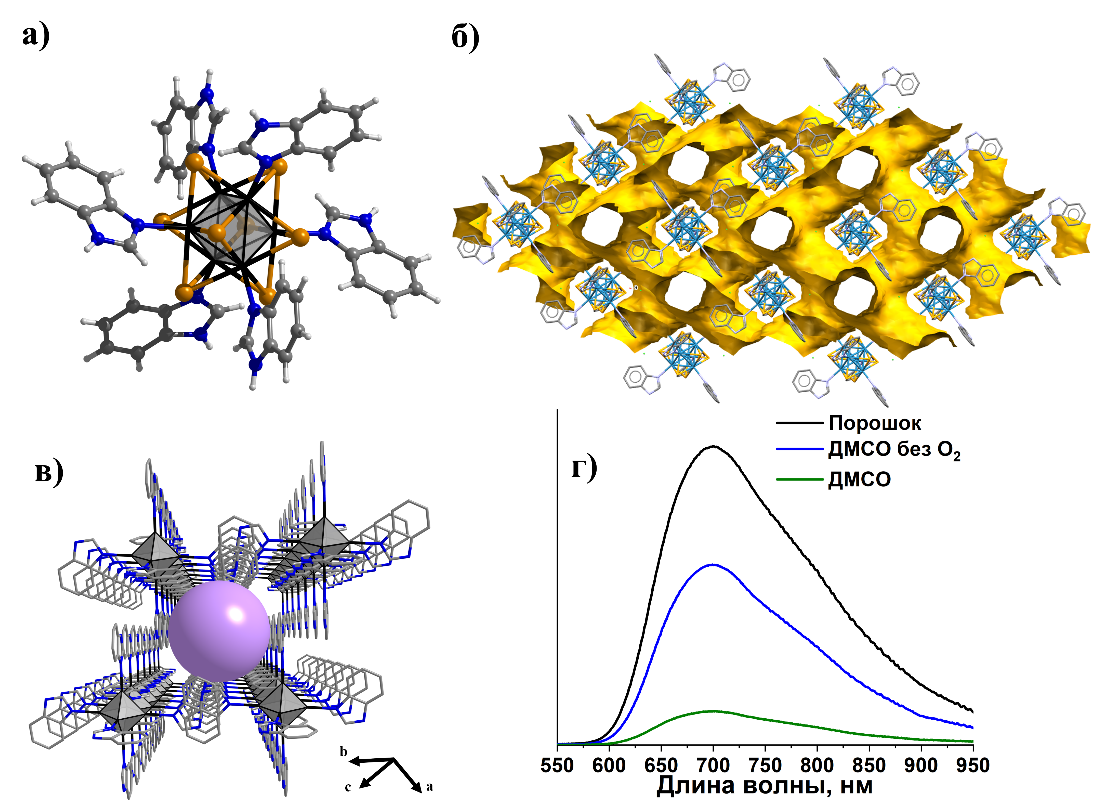 а)
б)
в)
b
c
a
г)
Порошок
ДМСО без O₂
ДМСО
550 600 650 700 750 800 850 900 950
Длина волны, нм